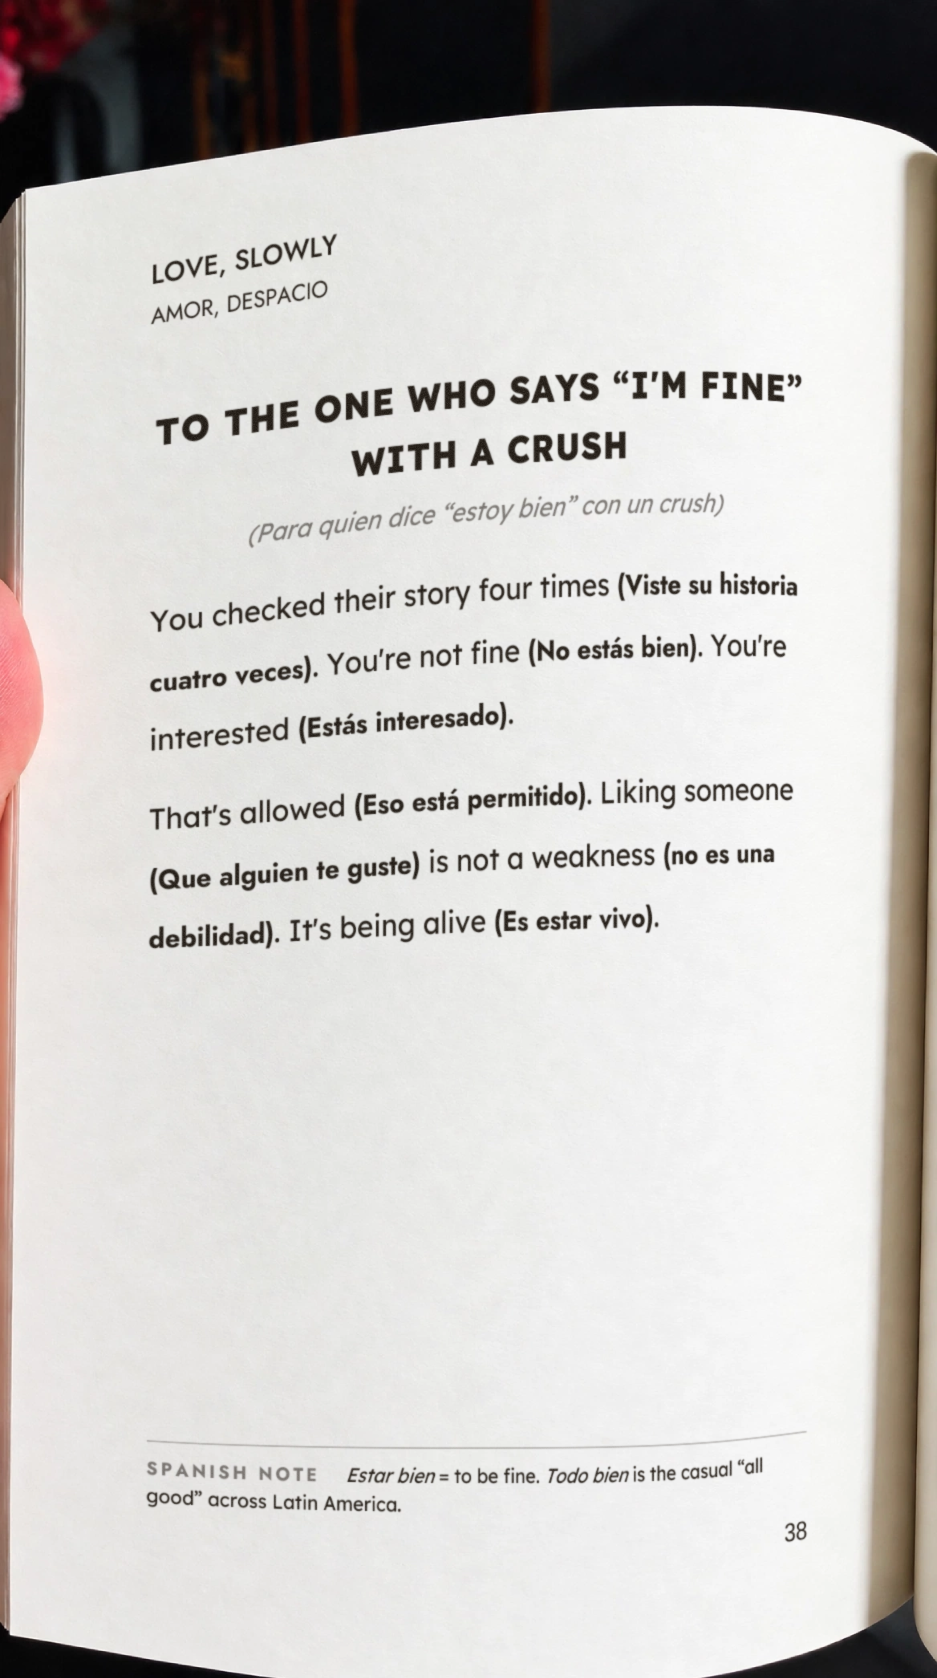 LOVE, SLOWLY
AMOR, DESPACIO
TO THE ONE WHO SAYS “I’M FINE”
WITH A CRUSH
(Para quien dice “estoy bien” con un crush)
You checked their story four times (Viste su historia
cuatro veces). You’re not fine (No estás bien). You’re
interested (Estás interesado).
That’s allowed (Eso está permitido). Liking someone
(Que alguien te guste) is not a weakness (no es una
debilidad). It’s being alive (Es estar vivo).
SPANISH NOTE Estar bien = to be fine. Todo bien is the casual “all
good” across Latin America.
38